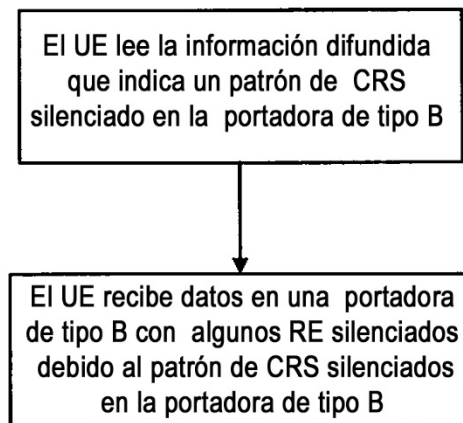 El UE lee la información difundida
que indica un patrón de CRS
silenciado en la portadora de tipo B
El UE recibe datos en una portadora
de tipo B con algunos RE silenciados
debido al patrón de CRS silenciados
en la portadora de tipo B